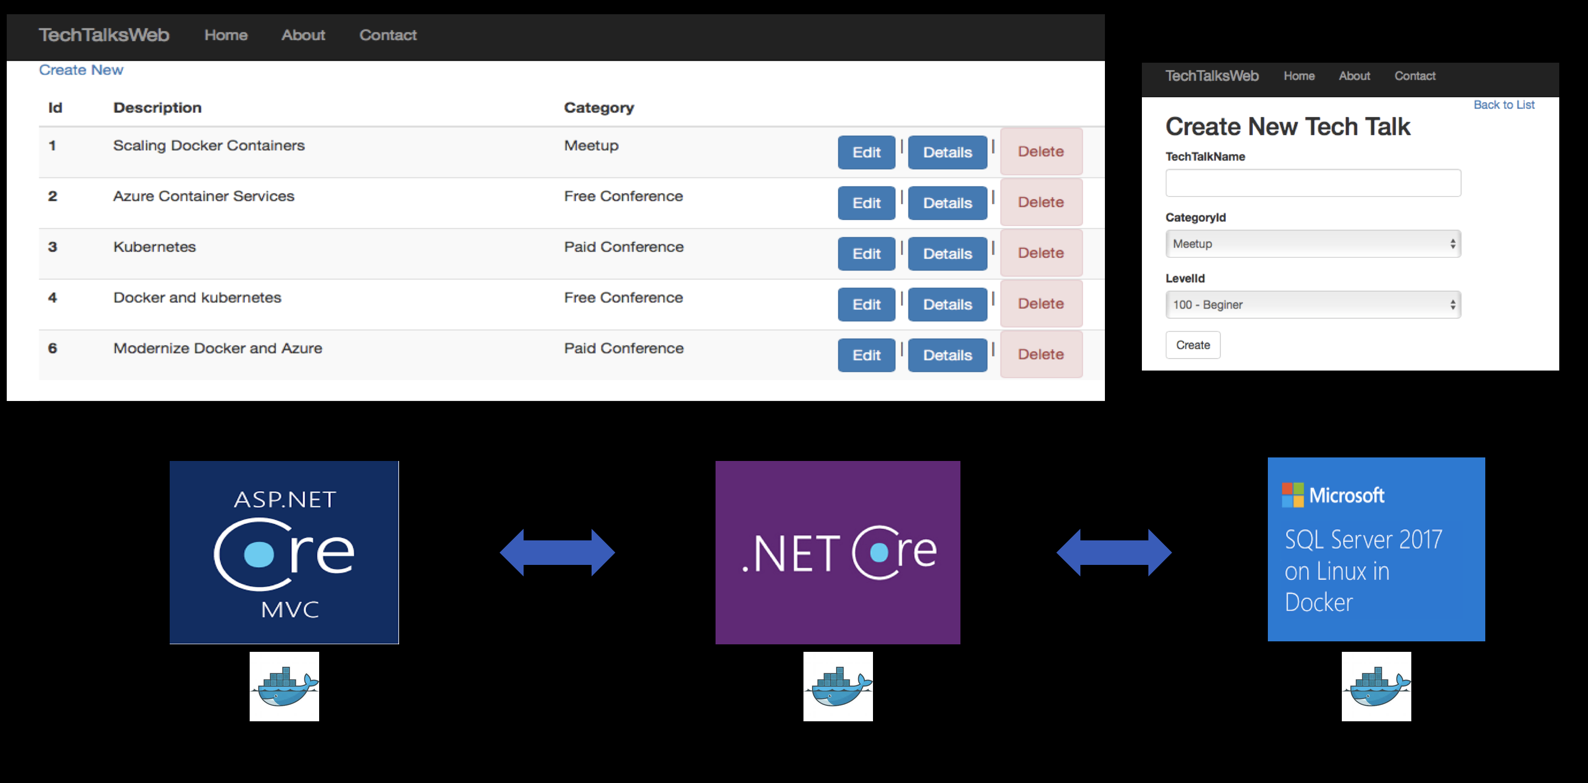 TechTalksWeb Home About Contact
Create New
Id Description Category
1 Scaling Docker Containers Meetup Edit | Details | Delete
2 Azure Container Services Free Conference Edit | Details | Delete
3 Kubernetes Paid Conference Edit | Details | Delete
4 Docker and kubernetes Free Conference Edit | Details | Delete
6 Modernize Docker and Azure Paid Conference Edit | Details | Delete
TechTalksWeb Home About Contact
Back to List
Create New Tech Talk
TechTalkName
CategoryId
Meetup
LevelId
100 - Beginer
Create
ASP.NET
Core
MVC
.NET Core
Microsoft
SQL Server 2017
on Linux in
Docker